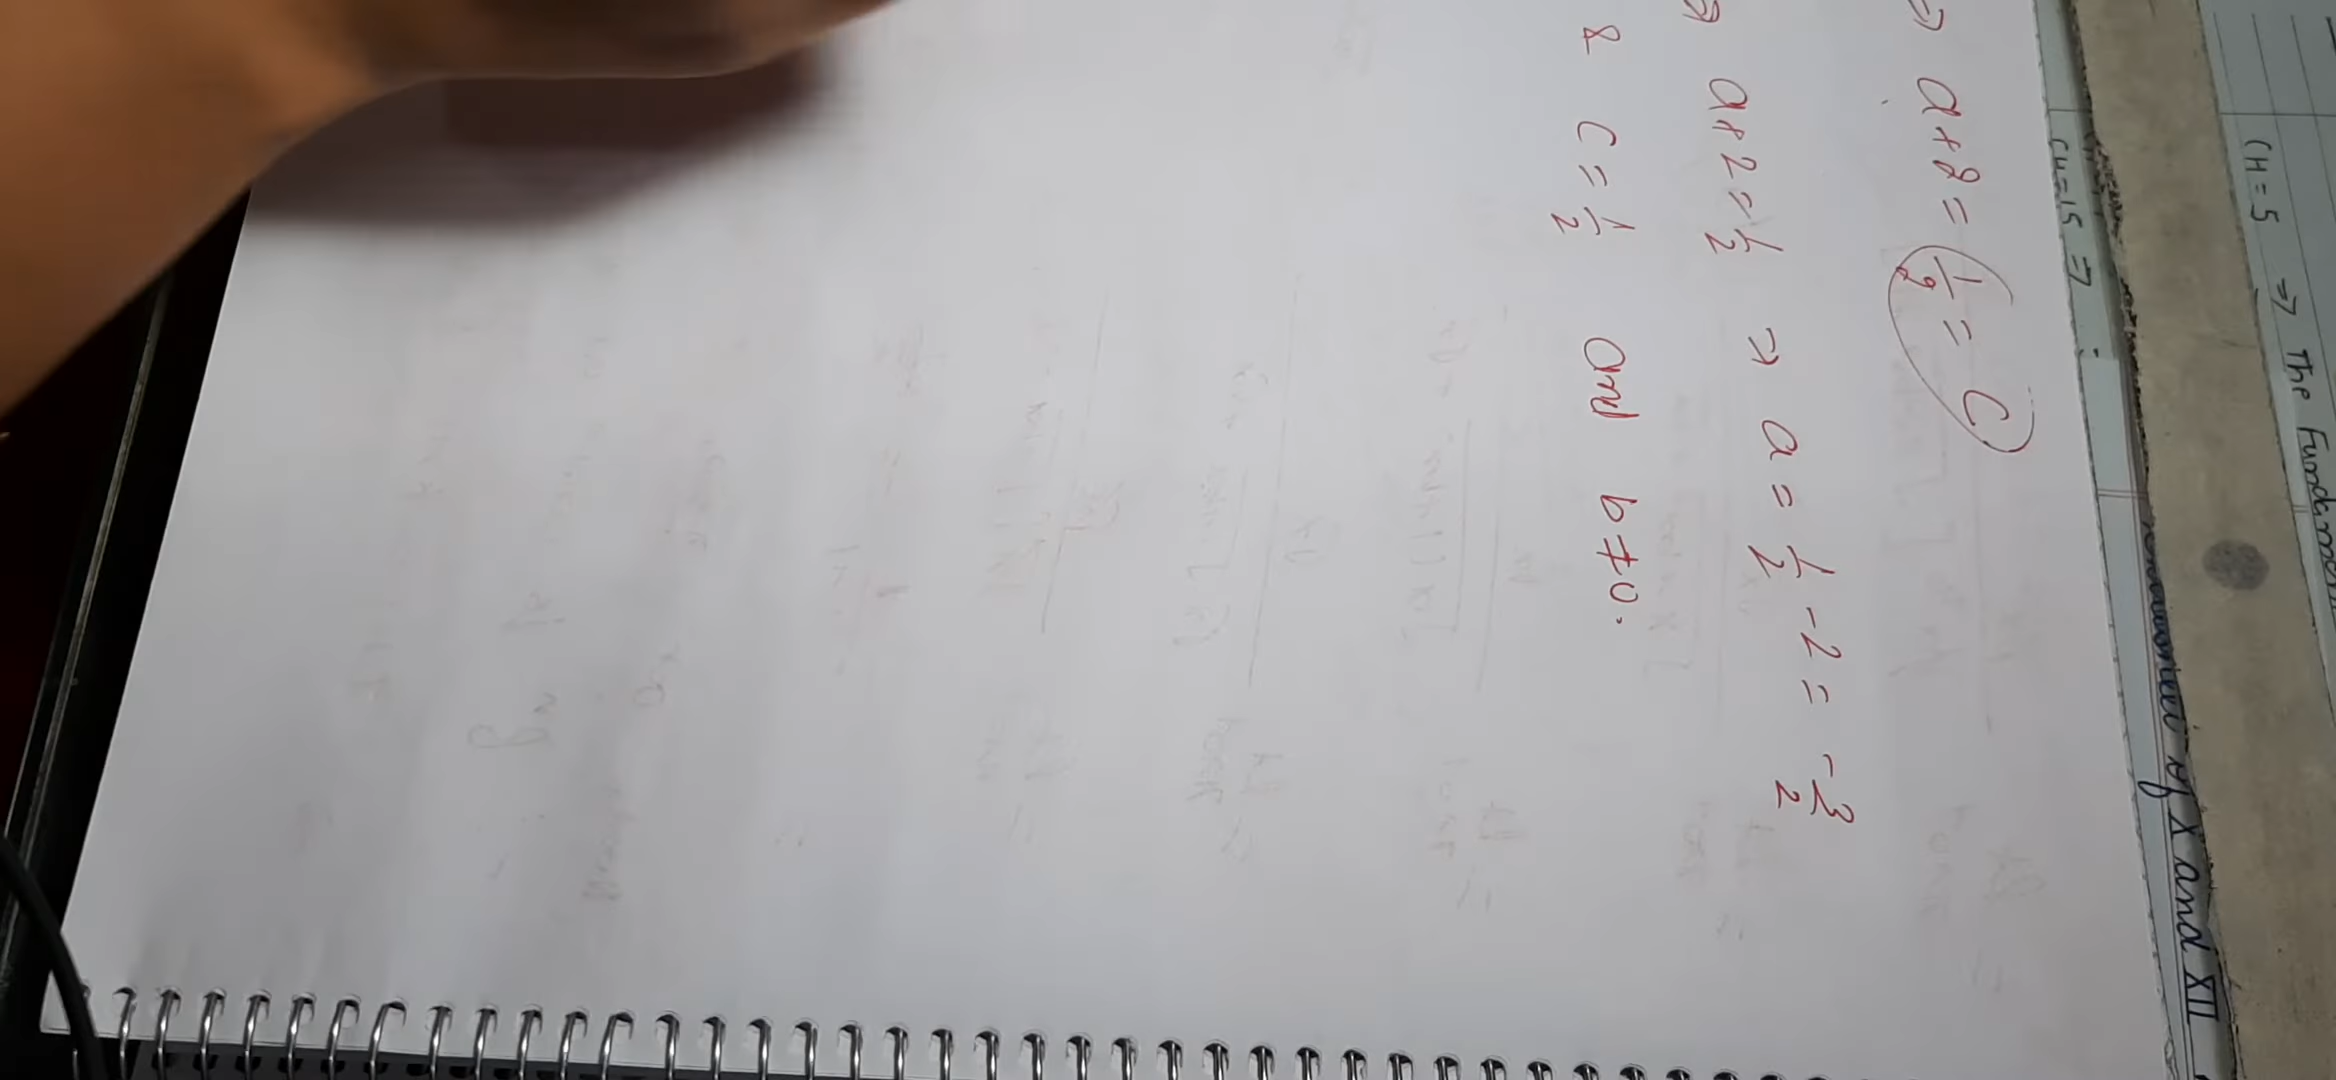 ⇒ a+2 = 1/2 = C
⇒ a+2 = 1/2 ⇒ a = 1/2 - 2 = -3/2
& C = 1/2 and b ≠ 0.
CH = 5 ⇒ The
CH = 15 ⇒ :
of X and XII